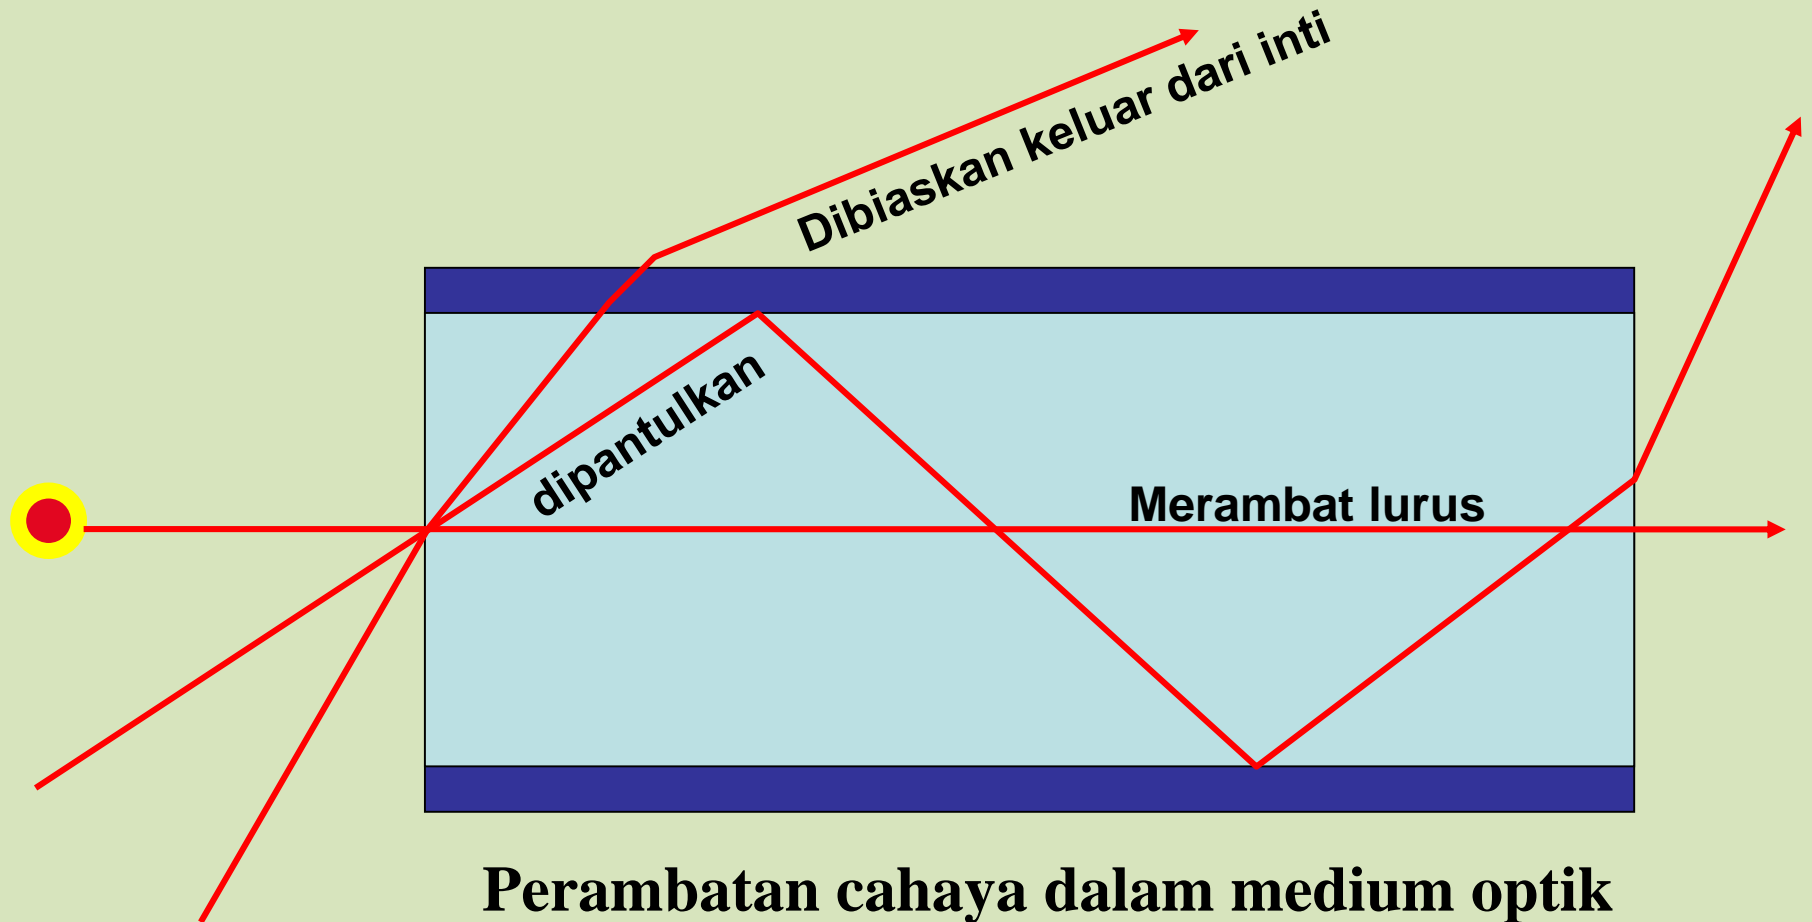 Dibiaskan keluar dari inti
dipantulkan
Merambat lurus
Perambatan cahaya dalam medium optik